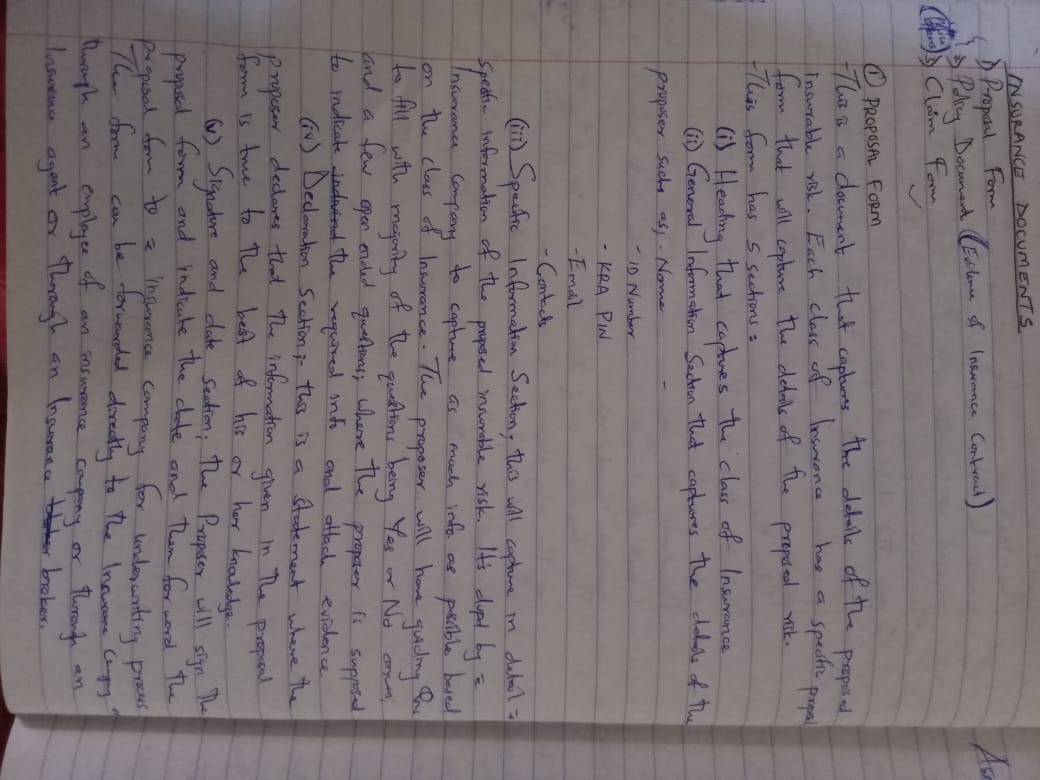 INSURANCE DOCUMENTS
1) Proposal Form
2) Policy Document (Evidence of Insurance Contract)
3) Claim Form
① PROPOSAL FORM
- This is a document that captures the details of the proposed
insurable risk. Each class of Insurance has a specific proposal
form that will capture the details of the proposed risk.
- This form has 5 sections =
(i) Heading that captures the class of Insurance
(ii) General Information Section that captures the details of the
proposer such as, - Name
- ID Number
- KRA PIN
- Email
- Contacts
(iii) Specific Information Section, this will capture in detail =
specific information of the proposed insurable risk. It's dvpd by =
Insurance Company to capture as much info as possible based
on the class of Insurance. The proposer will have guiding Qns
to fill with majority of the questions being Yes or No
and a few open ended questions, where the proposer is supposed
to indicate the required info and attach evidence
(iv) Declaration Section; this is a statement where the
proposer declares that the information given in the proposal
form is true to the best of his or her knowledge.
(v) Signature and date section; the Proposer will sign the
proposal form and indicate the date and then forward the
proposal form to = insurance company for underwriting process
The form can be forwarded directly to the Insurance Company or
through an employee of an insurance company or through an
Insurance agent or through an Insurance broker.
As